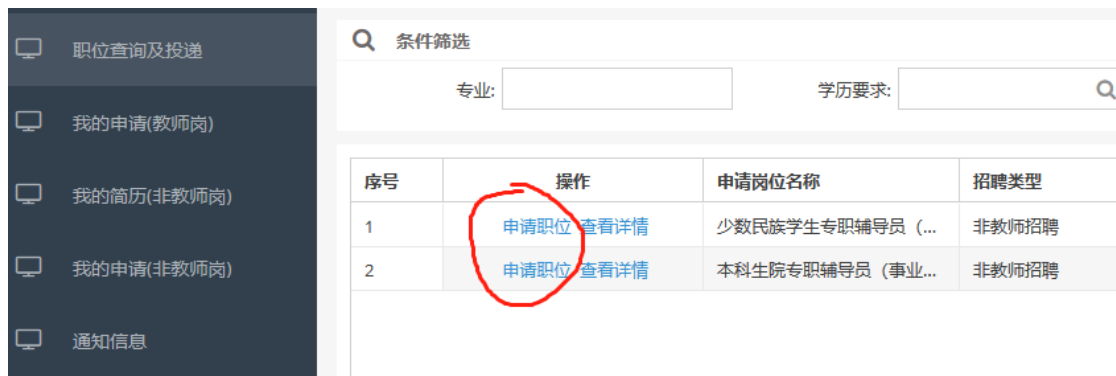 职位查询及投递
我的申请(教师岗)
我的简历(非教师岗)
我的申请(非教师岗)
通知信息
条件筛选
专业: 学历要求:
序号 操作 申请岗位名称 招聘类型
1 申请职位 查看详情 少数民族学生专职辅导员（... 非教师招聘
2 申请职位 查看详情 本科生院专职辅导员（事业... 非教师招聘